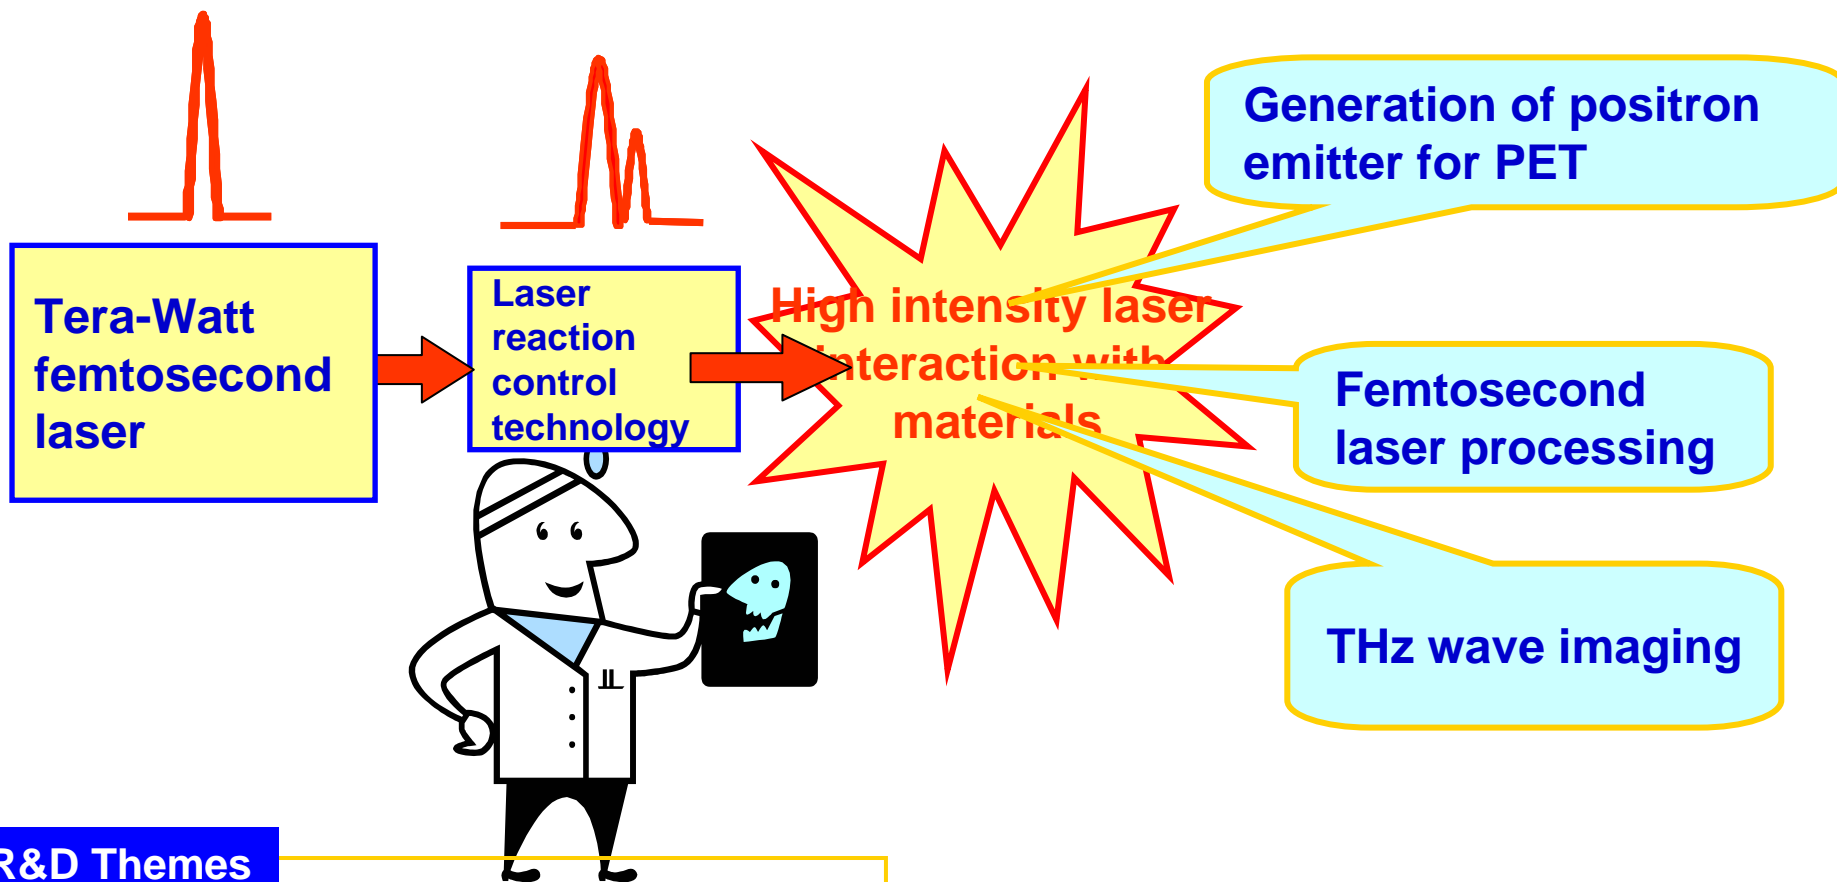 Generation of positron
emitter for PET
Tera-Watt
femtosecond
laser
Laser
reaction
control
technology
High intensity laser
interaction with
materials
Femtosecond
laser processing
THz wave imaging
R&D Themes